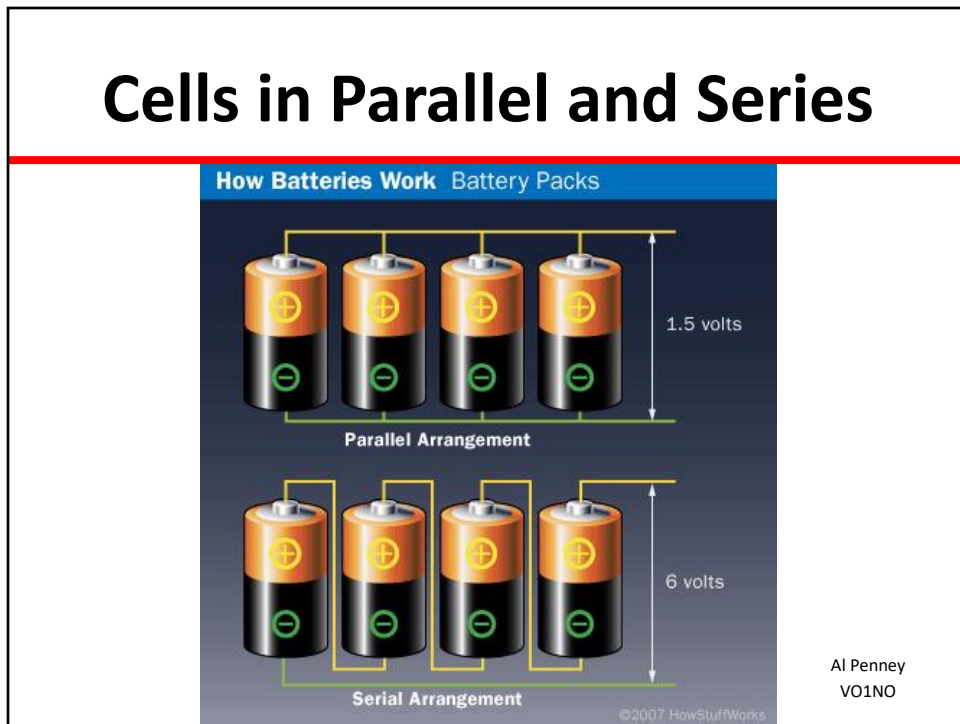 Cells in Parallel and Series
How Batteries Work Battery Packs
+ + + +
1.5 volts
− − − −
Parallel Arrangement
+ + + +
6 volts
− − − −
Serial Arrangement
©2007 HowStuffWorks
Al Penney
VO1NO